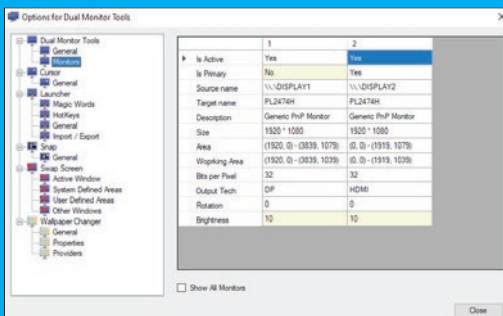 Options for Dual Monitor Tools
Dual Monitor Tools
General
Monitors
Cursor
General
Launcher
Magic Words
HotKeys
General
Import / Export
Snap
General
Swap Screen
Active Window
System Defined Areas
User Defined Areas
Other Windows
Wallpaper Changer
General
Properties
Providers
1 2
Is Active Yes Yes
Is Primary No Yes
Source name \\.\DISPLAY1 \\.\DISPLAY2
Target name PL2474H PL2474H
Description Generic PnP Monitor Generic PnP Monitor
Size 1920 * 1080 1920 * 1080
Area (1920, 0) - (3839, 1079) (0, 0) - (1919, 1079)
Woprking Area (1920, 0) - (3839, 1039) (0, 0) - (1919, 1039)
Bits per Pixel 32 32
Output Tech DP HDMI
Rotation 0 0
Brightness 10 10
Show All Monitors
Close